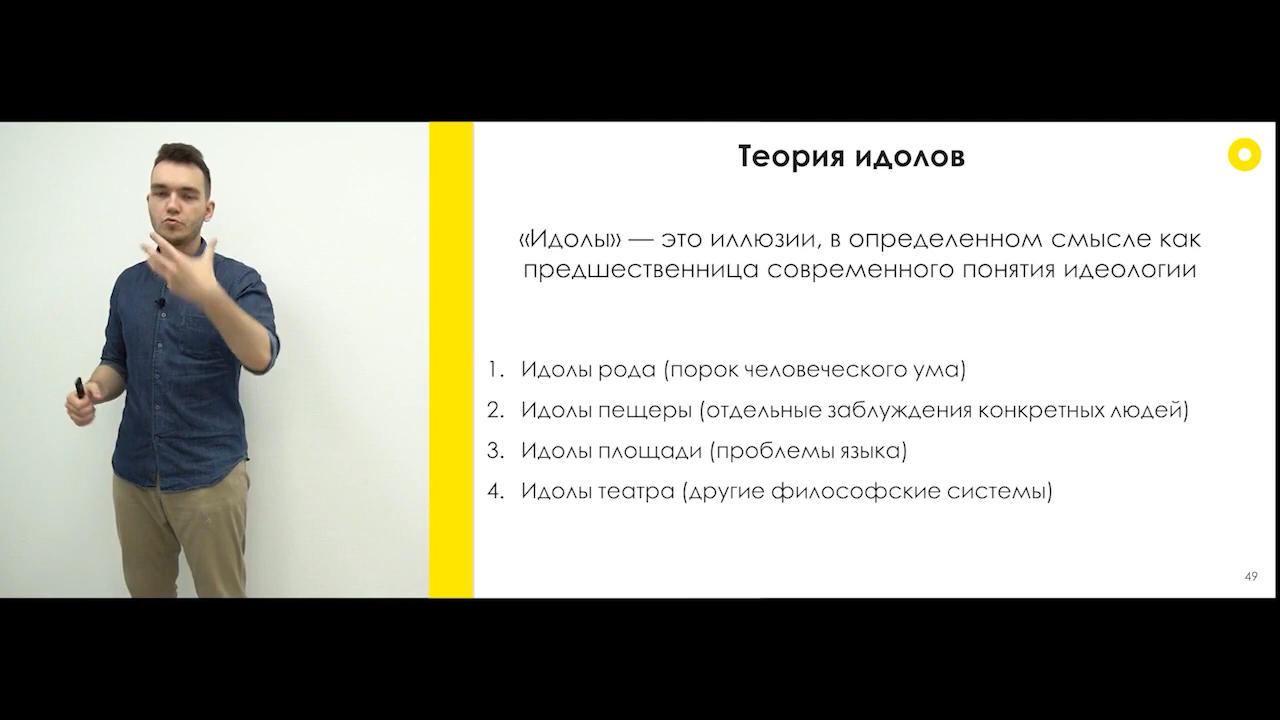 Теория идолов
«Идолы» — это иллюзии, в определенном смысле как
предшественница современного понятия идеологии
1. Идолы рода (порок человеческого ума)
2. Идолы пещеры (отдельные заблуждения конкретных людей)
3. Идолы площади (проблемы языка)
4. Идолы театра (другие философские системы)
49